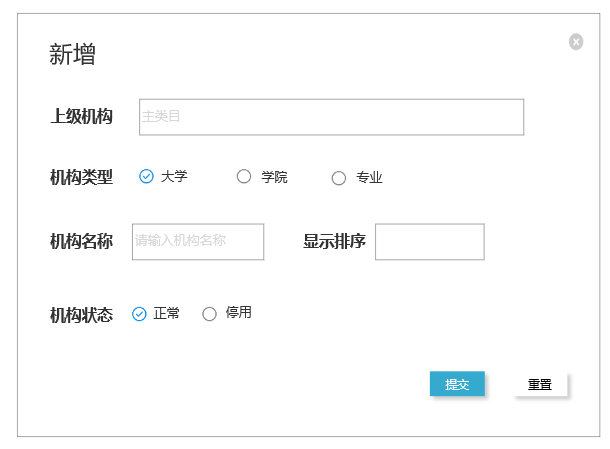 新增
上级机构 主类目
机构类型 大学 学院 专业
机构名称 请输入机构名称 显示排序
机构状态 正常 停用
提交 重置